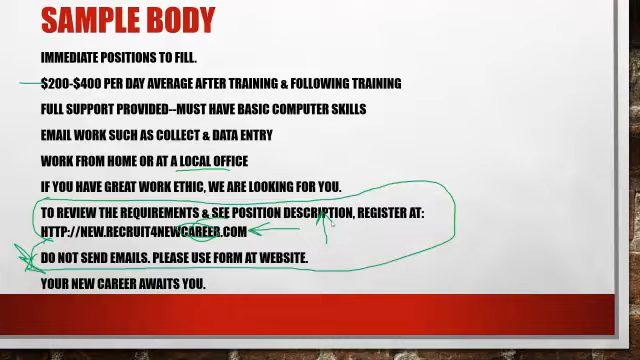 SAMPLE BODY
IMMEDIATE POSITIONS TO FILL.
$200-$400 PER DAY AVERAGE AFTER TRAINING & FOLLOWING TRAINING
FULL SUPPORT PROVIDED--MUST HAVE BASIC COMPUTER SKILLS
EMAIL WORK SUCH AS COLLECT & DATA ENTRY
WORK FROM HOME OR AT A LOCAL OFFICE
IF YOU HAVE GREAT WORK ETHIC, WE ARE LOOKING FOR YOU.
TO REVIEW THE REQUIREMENTS & SEE POSITION DESCRIPTION, REGISTER AT:
HTTP://NEW.RECRUIT4NEWCAREER.COM
DO NOT SEND EMAILS. PLEASE USE FORM AT WEBSITE.
YOUR NEW CAREER AWAITS YOU.